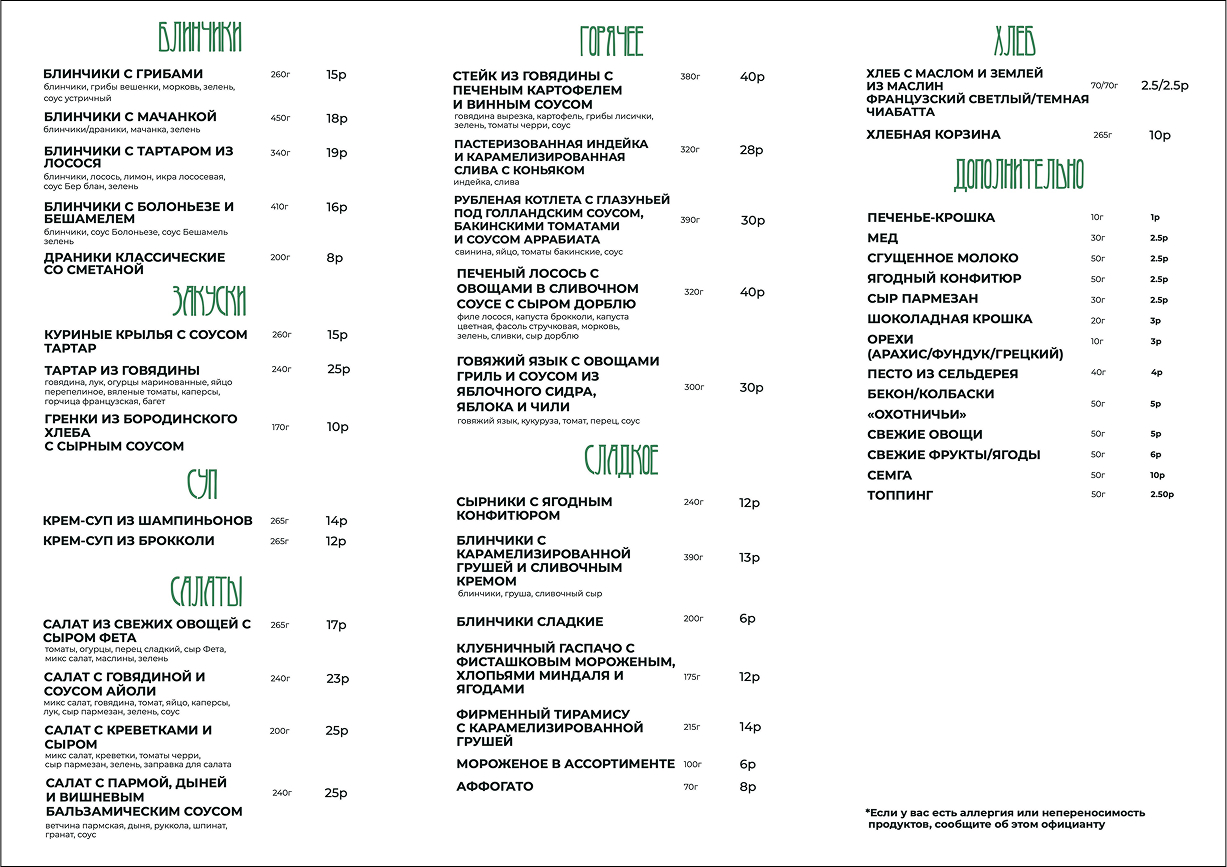 БЛИНЧИКИ
БЛИНЧИКИ С ГРИБАМИ 260г 15р
блинчики, грибы вешенки, морковь, зелень,
соус устричный
БЛИНЧИКИ С МАЧАНКОЙ 450г 18р
блинчики/драники, мачанка, зелень
БЛИНЧИКИ С ТАРТАРОМ ИЗ 340г 19р
ЛОСОСЯ
блинчики, лосось, лимон, икра лососевая,
соус Бер блан, зелень
БЛИНЧИКИ С БОЛОНЬЕЗЕ И 410г 16р
БЕШАМЕЛЕМ
блинчики, соус Болоньезе, соус Бешамель
зелень
ДРАНИКИ КЛАССИЧЕСКИЕ 200г 8р
СО СМЕТАНОЙ
ЗАКУСКИ
КУРИНЫЕ КРЫЛЬЯ С СОУСОМ 260г 15р
ТАРТАР
ТАРТАР ИЗ ГОВЯДИНЫ 240г 25р
говядина, лук, огурцы маринованные, яйцо
перепелиное, вяленые томаты, каперсы,
горчица французская, багет
ГРЕНКИ ИЗ БОРОДИНСКОГО
ХЛЕБА 170г 10р
С СЫРНЫМ СОУСОМ
СУП
КРЕМ-СУП ИЗ ШАМПИНЬОНОВ 265г 14р
КРЕМ-СУП ИЗ БРОККОЛИ 265г 12р
САЛАТЫ
САЛАТ ИЗ СВЕЖИХ ОВОЩЕЙ С 265г 17р
СЫРОМ ФЕТА
томаты, огурцы, перец сладкий, сыр Фета,
микс салат, маслины, зелень
САЛАТ С ГОВЯДИНОЙ И 240г 23р
СОУСОМ АЙОЛИ
микс салат, говядина, томат, яйцо, каперсы,
лук, сыр пармезан, зелень, соус
САЛАТ С КРЕВЕТКАМИ И 200г 25р
СЫРОМ
микс салат, креветки, томаты черри,
сыр пармезан, зелень, заправка для салата
САЛАТ С ПАРМОЙ, ДЫНЕЙ
И ВИШНЕВЫМ 240г 25р
БАЛЬЗАМИЧЕСКИМ СОУСОМ
ветчина пармская, дыня, руккола, шпинат,
гранат, соус
ГОРЯЧЕЕ
СТЕЙК ИЗ ГОВЯДИНЫ С 380г 40р
ПЕЧЕНЫМ КАРТОФЕЛЕМ
И ВИННЫМ СОУСОМ
говядина вырезка, картофель, грибы лисички,
зелень, томаты черри, соус
ПАСТЕРИЗОВАННАЯ ИНДЕЙКА 320г 28р
И КАРАМЕЛИЗИРОВАННАЯ
СЛИВА С КОНЬЯКОМ
индейка, слива
РУБЛЕНАЯ КОТЛЕТА С ГЛАЗУНЬЕЙ
ПОД ГОЛЛАНДСКИМ СОУСОМ, 390г 30р
БАКИНСКИМИ ТОМАТАМИ
И СОУСОМ АРРАБИАТА
свинина, яйцо, томаты бакинские, соус
ПЕЧЕНЫЙ ЛОСОСЬ С
ОВОЩАМИ В СЛИВОЧНОМ 320г 40р
СОУСЕ С СЫРОМ ДОРБЛЮ
филе лосося, капуста брокколи, капуста
цветная, фасоль стручковая, морковь,
зелень, сливки, сыр дорблю
ГОВЯЖИЙ ЯЗЫК С ОВОЩАМИ
ГРИЛЬ И СОУСОМ ИЗ
ЯБЛОЧНОГО СИДРА, 300г 30р
ЯБЛОКА И ЧИЛИ
говяжий язык, кукуруза, томат, перец, соус
СЛАДКОЕ
СЫРНИКИ С ЯГОДНЫМ 240г 12р
КОНФИТЮРОМ
БЛИНЧИКИ С
КАРАМЕЛИЗИРОВАННОЙ 390г 13р
ГРУШЕЙ И СЛИВОЧНЫМ
КРЕМОМ
блинчики, груша, сливочный сыр
БЛИНЧИКИ СЛАДКИЕ 200г 6р
КЛУБНИЧНЫЙ ГАСПАЧО С
ФИСТАШКОВЫМ МОРОЖЕНЫМ,
ХЛОПЬЯМИ МИНДАЛЯ И 175г 12р
ЯГОДАМИ
ФИРМЕННЫЙ ТИРАМИСУ
С КАРАМЕЛИЗИРОВАННОЙ 215г 14р
ГРУШЕЙ
МОРОЖЕНОЕ В АССОРТИМЕНТЕ 100г 6р
АФФОГАТО 70г 8р
ХЛЕБ
ХЛЕБ С МАСЛОМ И ЗЕМЛЕЙ
ИЗ МАСЛИН 70/70г 2.5/2.5р
ФРАНЦУЗСКИЙ СВЕТЛЫЙ/ТЕМНАЯ
ЧИАБАТТА
ХЛЕБНАЯ КОРЗИНА 265г 10р
ДОПОЛНИТЕЛЬНО
ПЕЧЕНЬЕ-КРОШКА 10г 1р
МЕД 30г 2.5р
СГУЩЕННОЕ МОЛОКО 50г 2.5р
ЯГОДНЫЙ КОНФИТЮР 50г 2.5р
СЫР ПАРМЕЗАН 30г 2.5р
ШОКОЛАДНАЯ КРОШКА 20г 3р
ОРЕХИ 10г 3р
(АРАХИС/ФУНДУК/ГРЕЦКИЙ)
ПЕСТО ИЗ СЕЛЬДЕРЕЯ 40г 4р
БЕКОН/КОЛБАСКИ 50г 5р
«ОХОТНИЧЬИ»
СВЕЖИЕ ОВОЩИ 50г 5р
СВЕЖИЕ ФРУКТЫ/ЯГОДЫ 50г 6р
СЕМГА 50г 10р
ТОППИНГ 50г 2.50р
*Если у вас есть аллергия или непереносимость
продуктов, сообщите об этом официанту